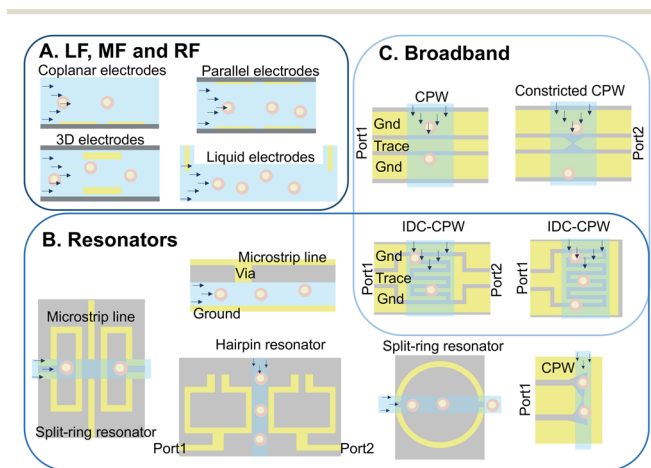 A. LF, MF and RF
Coplanar electrodes
Parallel electrodes
3D electrodes
Liquid electrodes
C. Broadband
CPW
Constricted CPW
Port1
Gnd
Trace
Gnd
Port2
IDC-CPW
IDC-CPW
Port1
Gnd
Trace
Gnd
Port2
Port1
B. Resonators
Microstrip line
Via
Ground
Microstrip line
Split-ring resonator
Hairpin resonator
Port1
Port2
Split-ring resonator
CPW
Port1